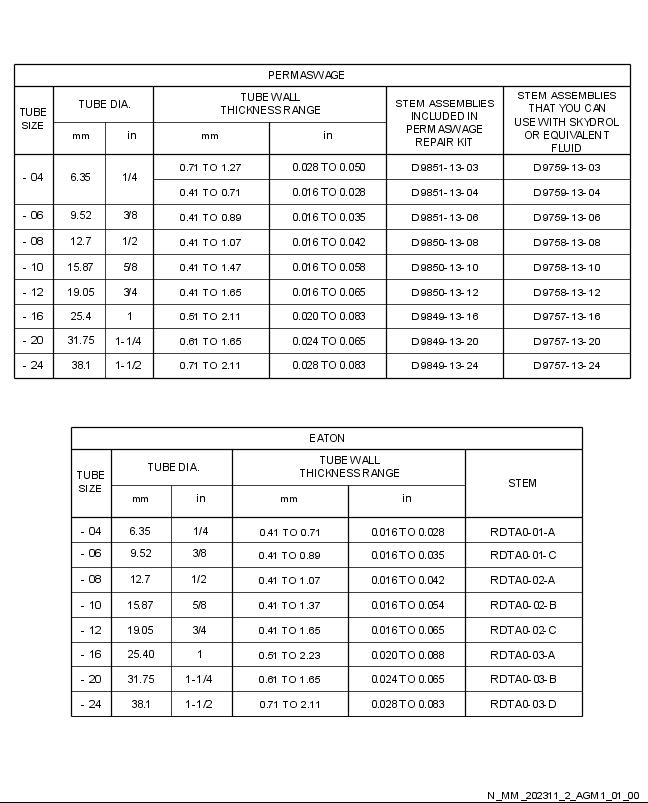 PERMASWAGE
TUBE SIZE | TUBE DIA. | TUBE WALL THICKNESS RANGE | STEM ASSEMBLIES INCLUDED IN PERMASWAGE REPAIR KIT | STEM ASSEMBLIES THAT YOU CAN USE WITH SKYDROL OR EQUIVALENT FLUID
mm | in | mm | in
- 04 | 6.35 | 1/4 | 0.71 TO 1.27 | 0.028 TO 0.050 | D9851-13-03 | D9759-13-03
0.41 TO 0.71 | 0.016 TO 0.028 | D9851-13-04 | D9759-13-04
- 06 | 9.52 | 3/8 | 0.41 TO 0.89 | 0.016 TO 0.035 | D9851-13-06 | D9759-13-06
- 08 | 12.7 | 1/2 | 0.41 TO 1.07 | 0.016 TO 0.042 | D9850-13-08 | D9758-13-08
- 10 | 15.87 | 5/8 | 0.41 TO 1.47 | 0.016 TO 0.058 | D9850-13-10 | D9758-13-10
- 12 | 19.05 | 3/4 | 0.41 TO 1.65 | 0.016 TO 0.065 | D9850-13-12 | D9758-13-12
- 16 | 25.4 | 1 | 0.51 TO 2.11 | 0.020 TO 0.083 | D9849-13-16 | D9757-13-16
- 20 | 31.75 | 1-1/4 | 0.61 TO 1.65 | 0.024 TO 0.065 | D9849-13-20 | D9757-13-20
- 24 | 38.1 | 1-1/2 | 0.71 TO 2.11 | 0.028 TO 0.083 | D9849-13-24 | D9757-13-24
EATON
TUBE SIZE | TUBE DIA. | TUBE WALL THICKNESS RANGE | STEM
mm | in | mm | in
- 04 | 6.35 | 1/4 | 0.41 TO 0.71 | 0.016 TO 0.028 | RDTA0-01-A
- 06 | 9.52 | 3/8 | 0.41 TO 0.89 | 0.016 TO 0.035 | RDTA0-01-C
- 08 | 12.7 | 1/2 | 0.41 TO 1.07 | 0.016 TO 0.042 | RDTA0-02-A
- 10 | 15.87 | 5/8 | 0.41 TO 1.37 | 0.016 TO 0.054 | RDTA0-02-B
- 12 | 19.05 | 3/4 | 0.41 TO 1.65 | 0.016 TO 0.065 | RDTA0-02-C
- 16 | 25.40 | 1 | 0.51 TO 2.23 | 0.020 TO 0.088 | RDTA0-03-A
- 20 | 31.75 | 1-1/4 | 0.61 TO 1.65 | 0.024 TO 0.065 | RDTA0-03-B
- 24 | 38.1 | 1-1/2 | 0.71 TO 2.11 | 0.028 TO 0.083 | RDTA0-03-D
N_MM_202311_2_AGM1_01_00